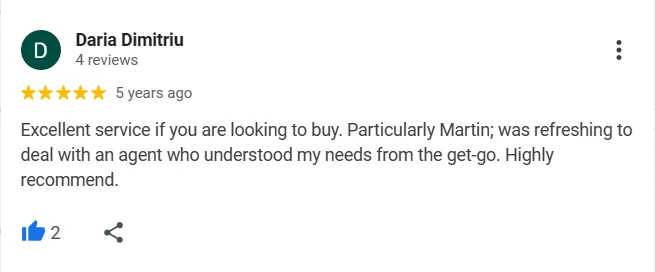 D
Daria Dimitriu
4 reviews
5 years ago
Excellent service if you are looking to buy. Particularly Martin; was refreshing to
deal with an agent who understood my needs from the get-go. Highly
recommend.
2